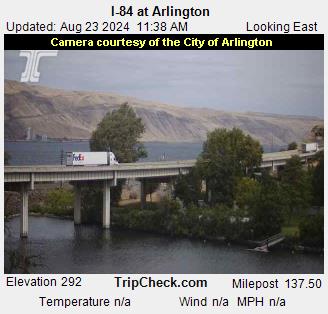 I-84 at Arlington
Updated: Aug 23 2024 11:38 AM Looking East
Camera courtesy of the City of Arlington
FedEx
Elevation 292 TripCheck.com Milepost 137.50
Temperature n/a Wind n/a MPH n/a